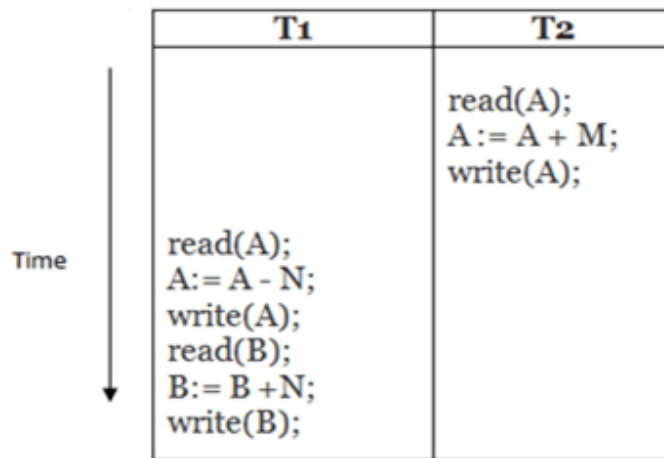 T1 T2
read(A);
A := A + M;
write(A);
Time
read(A);
A:= A - N;
write(A);
read(B);
B:= B +N;
write(B);